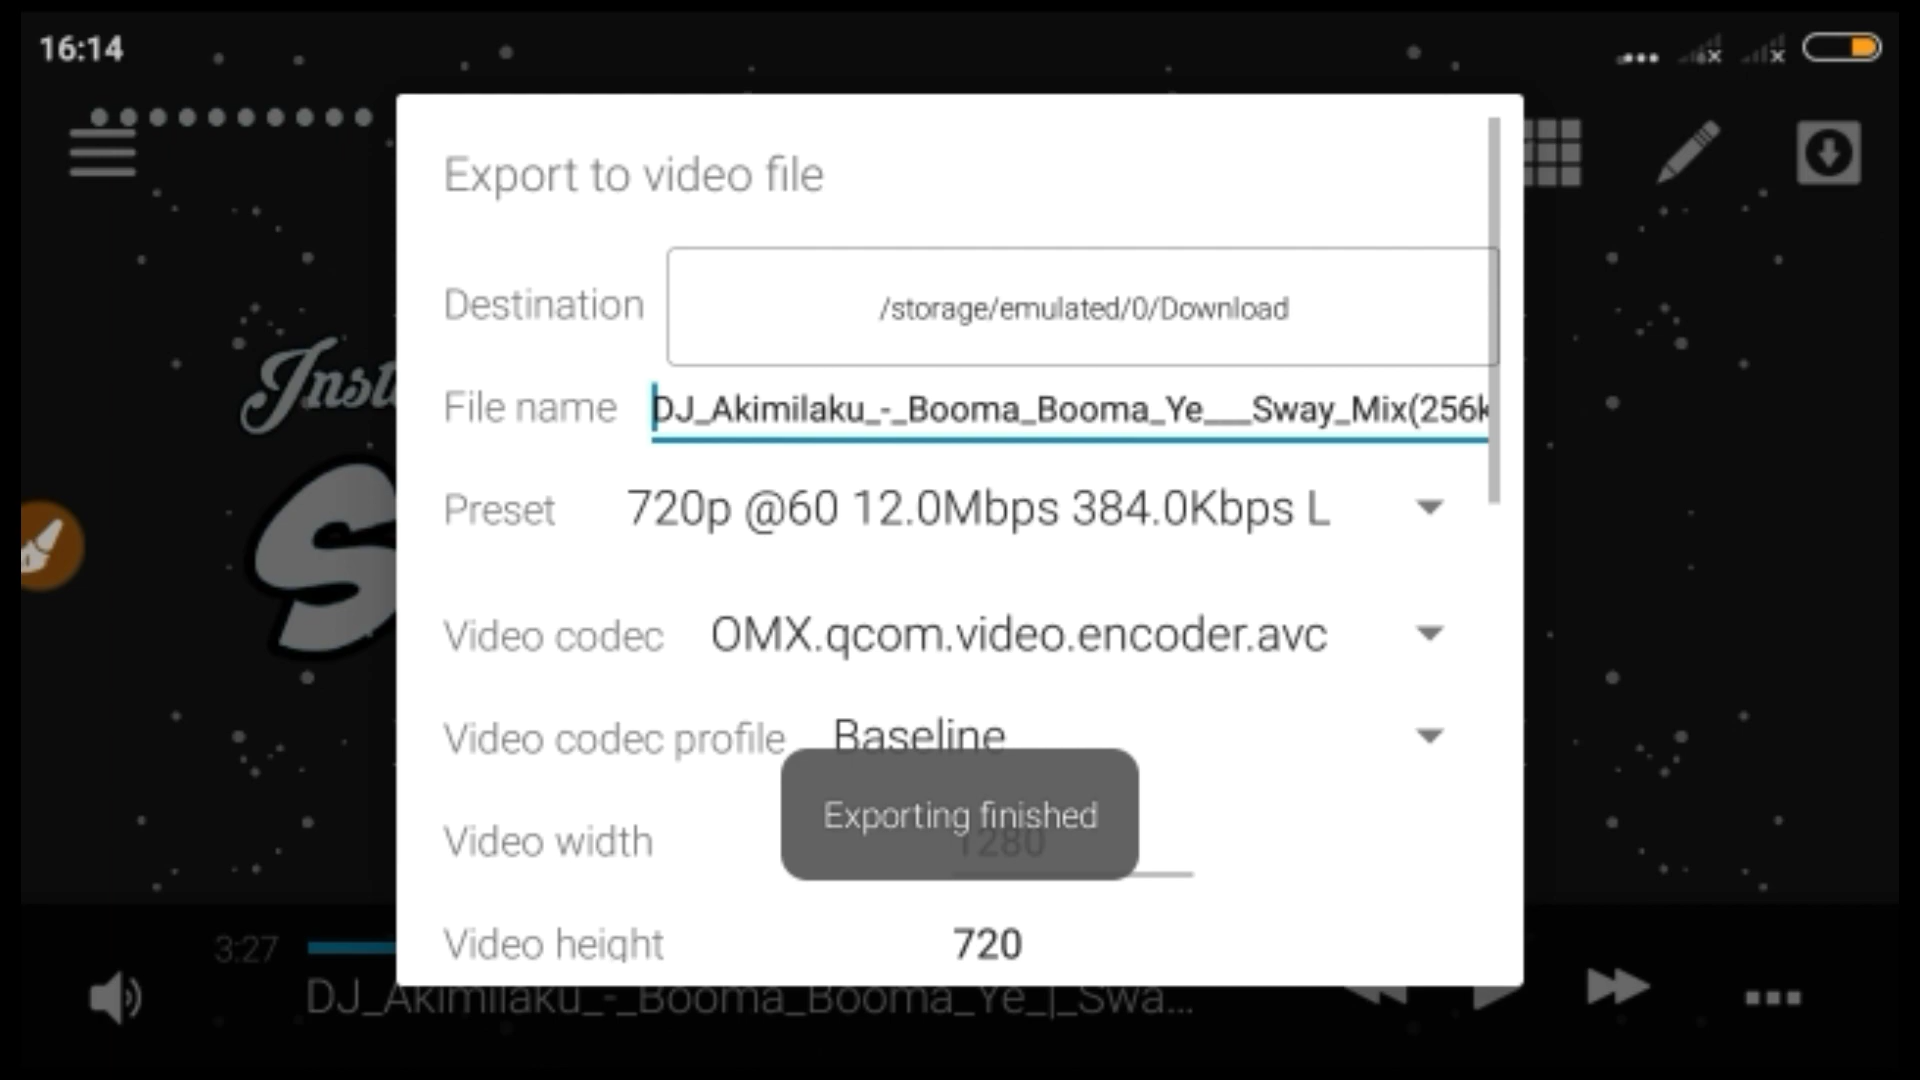 16:14
Export to video file
Destination
/storage/emulated/0/Download
File name
DJ_Akimilaku_-_Booma_Booma_Ye___Sway_Mix(256k
Preset
720p @60 12.0Mbps 384.0Kbps L
Video codec
OMX.qcom.video.encoder.avc
Video codec profile
Baseline
Exporting finished
Video width
1280
Video height
720
3:27
DJ_Akimilaku_-_Booma_Booma_Ye_|_Swa...